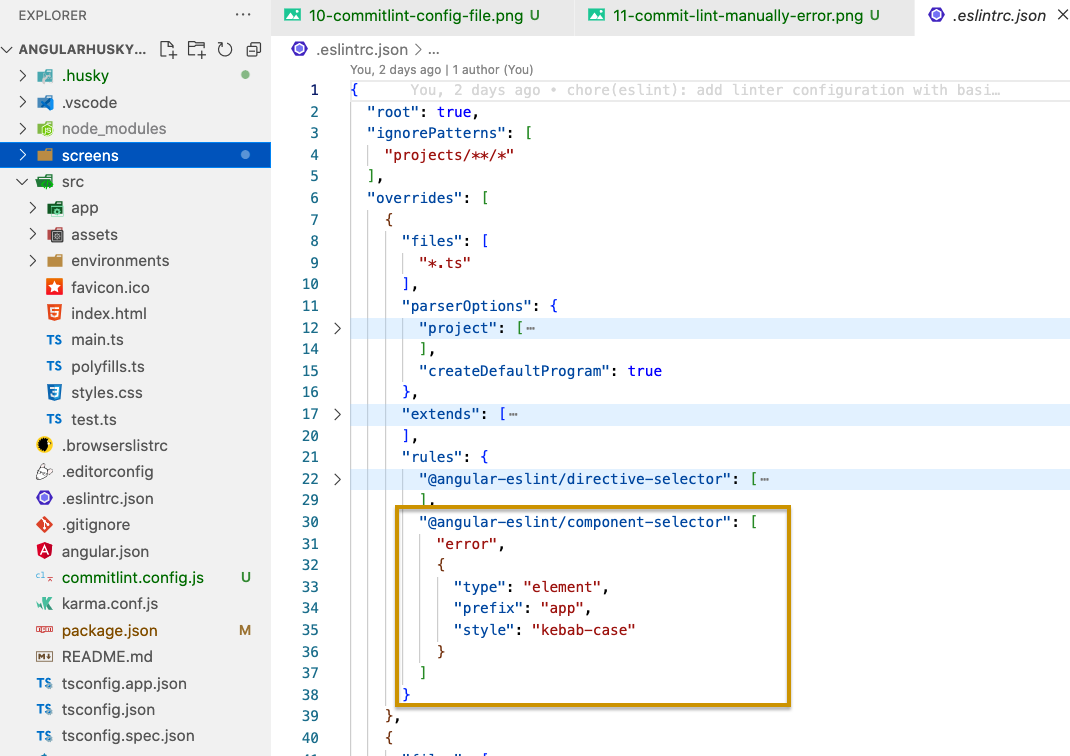 EXPLORER
ANGULARHUSKY...
.husky
.vscode
node_modules
screens
src
app
assets
environments
favicon.ico
index.html
TS main.ts
TS polyfills.ts
styles.css
TS test.ts
.browserslistrc
.editorconfig
.eslintrc.json
.gitignore
angular.json
commitlint.config.js U
karma.conf.js
package.json M
README.md
TS tsconfig.app.json
TS tsconfig.json
TS tsconfig.spec.json
10-commitlint-config-file.png U
11-commit-lint-manually-error.png U
.eslintrc.json
.eslintrc.json > ...
You, 2 days ago | 1 author (You)
1 { You, 2 days ago • chore(eslint): add linter configuration with basi…
2 "root": true,
3 "ignorePatterns": [
4 "projects/**/*"
5 ],
6 "overrides": [
7 {
8 "files": [
9 "*.ts"
10 ],
11 "parserOptions": {
12 "project": [⋯
14 ],
15 "createDefaultProgram": true
16 },
17 "extends": [⋯
20 ],
21 "rules": {
22 "@angular-eslint/directive-selector": [⋯
29 ],
30 "@angular-eslint/component-selector": [
31 "error",
32 {
33 "type": "element",
34 "prefix": "app",
35 "style": "kebab-case"
36 }
37 ]
38 }
39 },
40 {